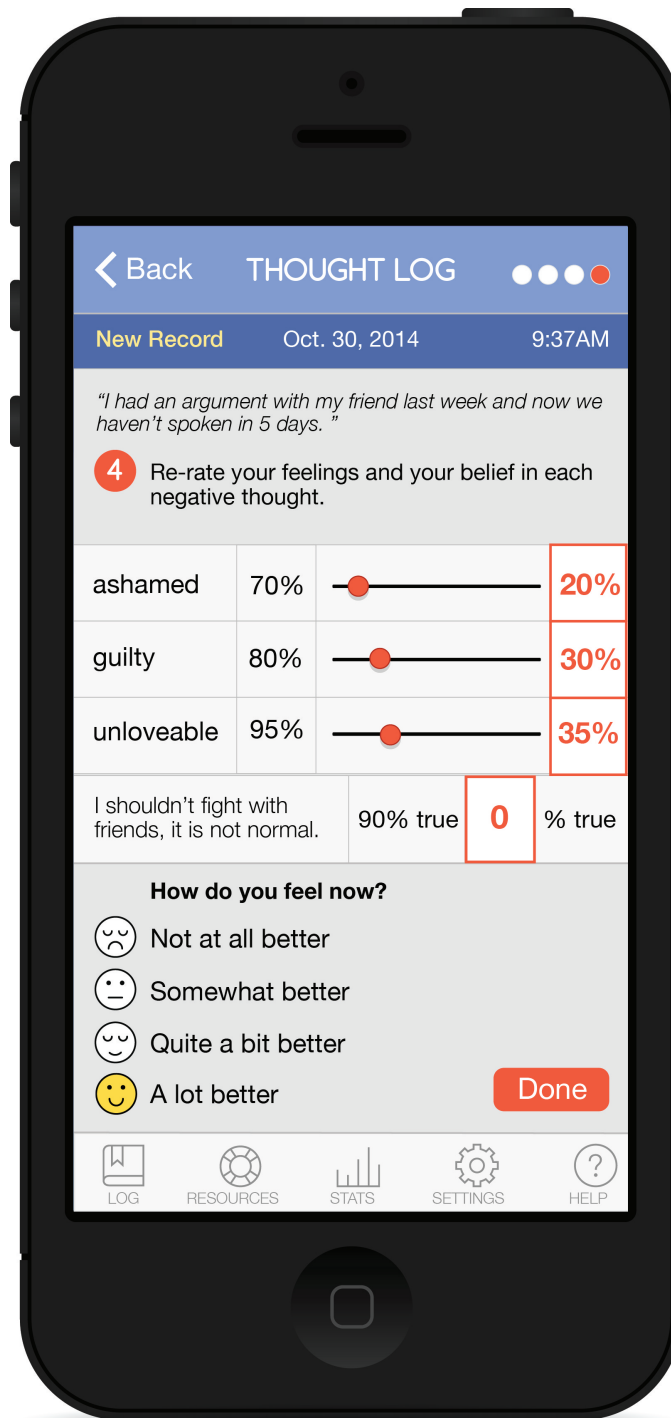 Back THOUGHT LOG
New Record Oct. 30, 2014 9:37AM
“I had an argument with my friend last week and now we
haven’t spoken in 5 days. ”
4 Re-rate your feelings and your belief in each
negative thought.
ashamed 70% 20%
guilty 80% 30%
unloveable 95% 35%
I shouldn’t fight with
friends, it is not normal.
90% true 0 % true
How do you feel now?
Not at all better
Somewhat better
Quite a bit better
A lot better
Done
LOG RESOURCES STATS SETTINGS ?
HELP